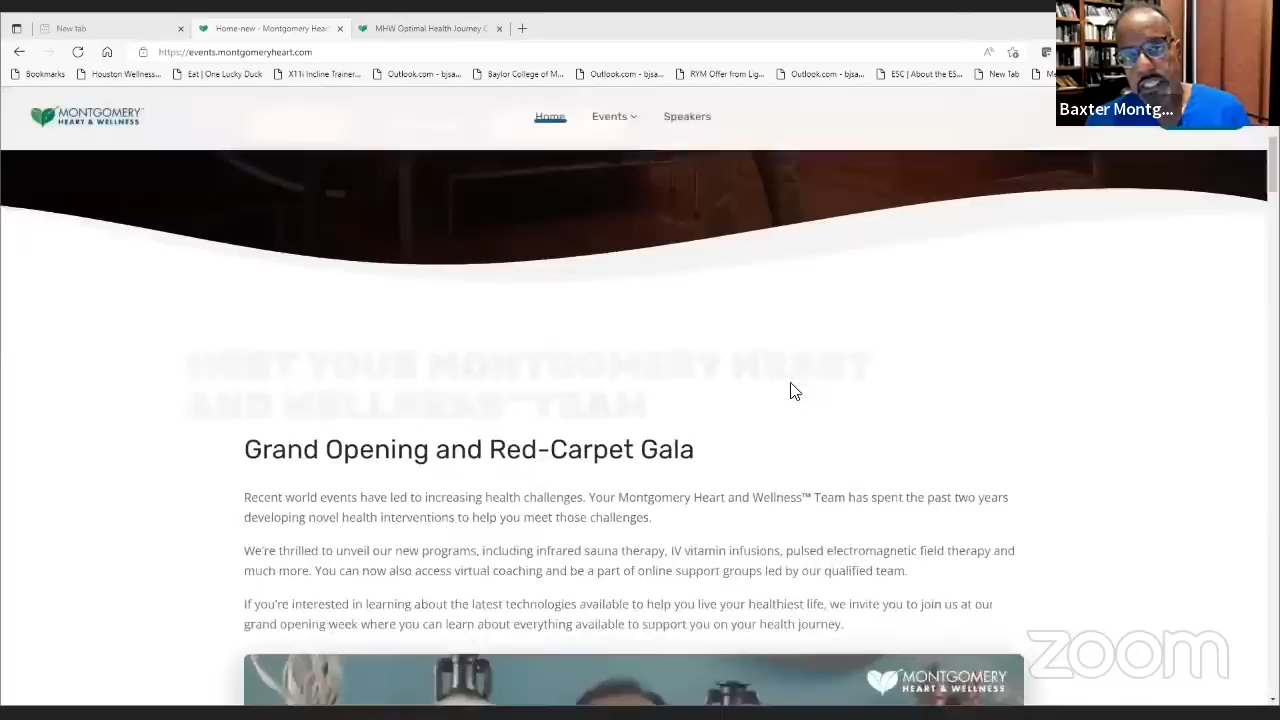 New tab
Home-new - Montgomery Hear
MHW Optimal Health Journey C
https://events.montgomeryheart.com
Bookmarks
Houston Wellness...
Eat | One Lucky Duck
X11i Incline Trainer...
Outlook.com - bjsa...
Baylor College of M...
Outlook.com - bjsa...
RYM Offer from Lig...
Outlook.com - bjsa...
ESC | About the ES...
New Tab
Baxter Montg...
MONTGOMERY™
HEART & WELLNESS
Home
Events
Speakers
MEET YOUR MONTGOMERY HEART
AND WELLNESS™ TEAM
Grand Opening and Red-Carpet Gala
Recent world events have led to increasing health challenges. Your Montgomery Heart and Wellness™ Team has spent the past two years
developing novel health interventions to help you meet those challenges.
We're thrilled to unveil our new programs, including infrared sauna therapy, IV vitamin infusions, pulsed electromagnetic field therapy and
much more. You can now also access virtual coaching and be a part of online support groups led by our qualified team.
If you're interested in learning about the latest technologies available to help you live your healthiest life, we invite you to join us at our
grand opening week where you can learn about everything available to support you on your health journey.
MONTGOMERY
HEART & WELLNESS
zoom